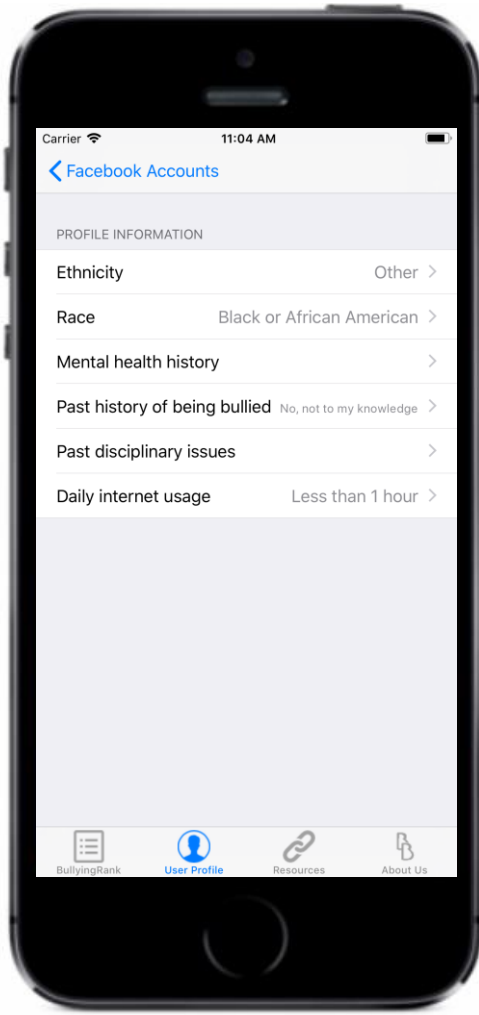 Carrier 11:04 AM
Facebook Accounts
PROFILE INFORMATION
Ethnicity Other
Race Black or African American
Mental health history
Past history of being bullied No, not to my knowledge
Past disciplinary issues
Daily internet usage Less than 1 hour
BullyingRank User Profile Resources About Us